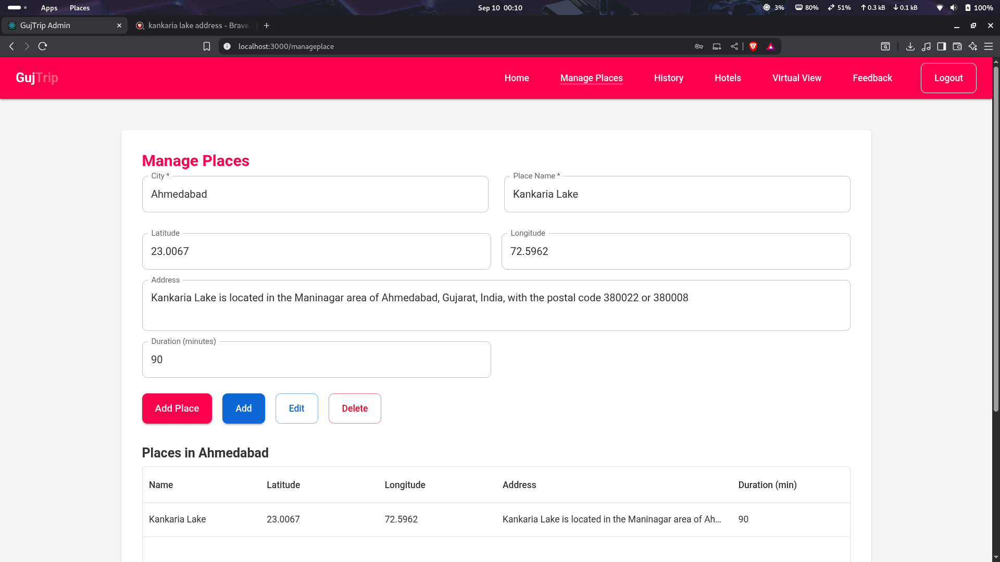 Apps Places Sep 10 00:10 3% 80% 51% 0.3 kB 0.1 kB 100%
GujTrip Admin kankaria lake address - Brave
localhost:3000/manageplace
GujTrip Home Manage Places History Hotels Virtual View Feedback Logout
Manage Places
City * Place Name *
Ahmedabad Kankaria Lake
Latitude Longitude
23.0067 72.5962
Address
Kankaria Lake is located in the Maninagar area of Ahmedabad, Gujarat, India, with the postal code 380022 or 380008
Duration (minutes)
90
Add Place Add Edit Delete
Places in Ahmedabad
Name Latitude Longitude Address Duration (min)
Kankaria Lake 23.0067 72.5962 Kankaria Lake is located in the Maninagar area of Ah... 90